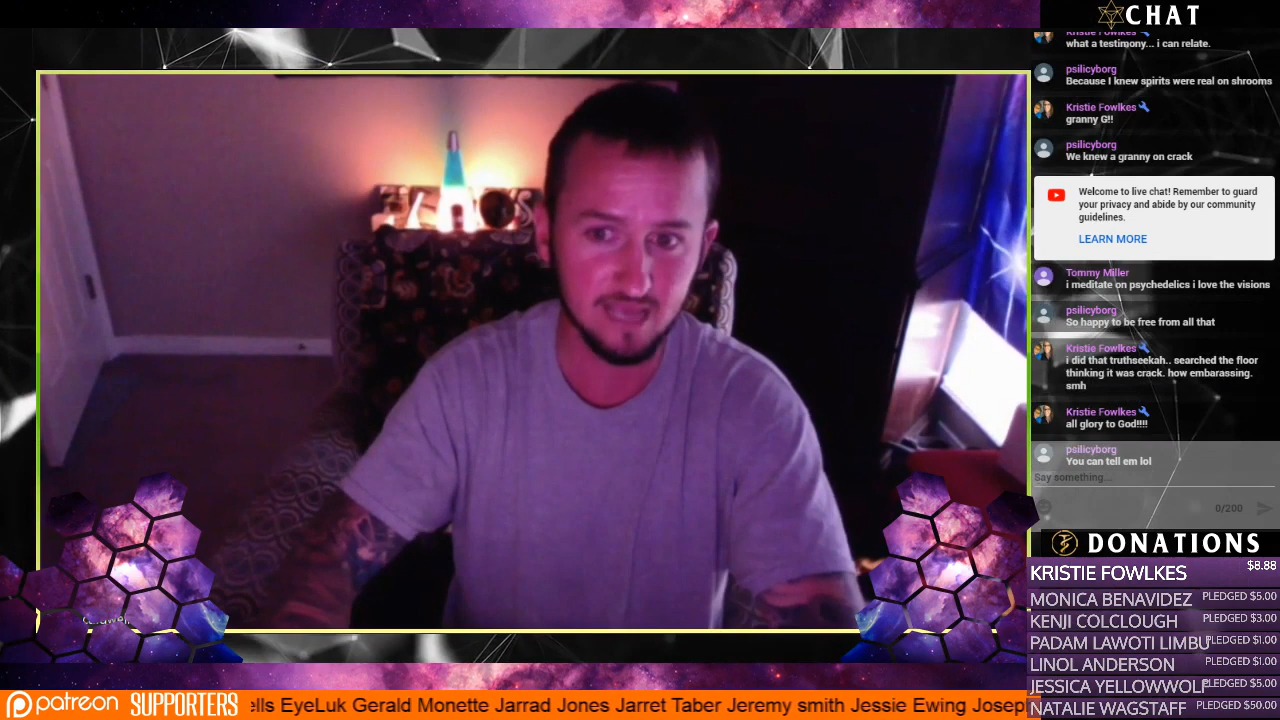 CHAT
Kristie Fowlkes
what a testimony... i can relate.
psilicyborg
Because I knew spirits were real on shrooms
Kristie Fowlkes
granny G!!
psilicyborg
We knew a granny on crack
Welcome to live chat! Remember to guard
your privacy and abide by our community
guidelines.
LEARN MORE
Tommy Miller
i meditate on psychedelics i love the visions
psilicyborg
So happy to be free from all that
Kristie Fowlkes
i did that truthseekah.. searched the floor
thinking it was crack. how embarassing.
smh
Kristie Fowlkes
all glory to God!!!!
psilicyborg
You can tell em lol
Say something...
0/200
DONATIONS
KRISTIE FOWLKES $8.88
MONICA BENAVIDEZ PLEDGED $5.00
KENJI COLCLOUGH PLEDGED $3.00
PADAM LAWOTI LIMBU PLEDGED $1.00
LINOL ANDERSON PLEDGED $1.00
JESSICA YELLOWWOLF PLEDGED $5.00
NATALIE WAGSTAFF PLEDGED $50.00
patreon SUPPORTERS ells EyeLuk Gerald Monette Jarrad Jones Jarret Taber Jeremy smith Jessie Ewing Joseph